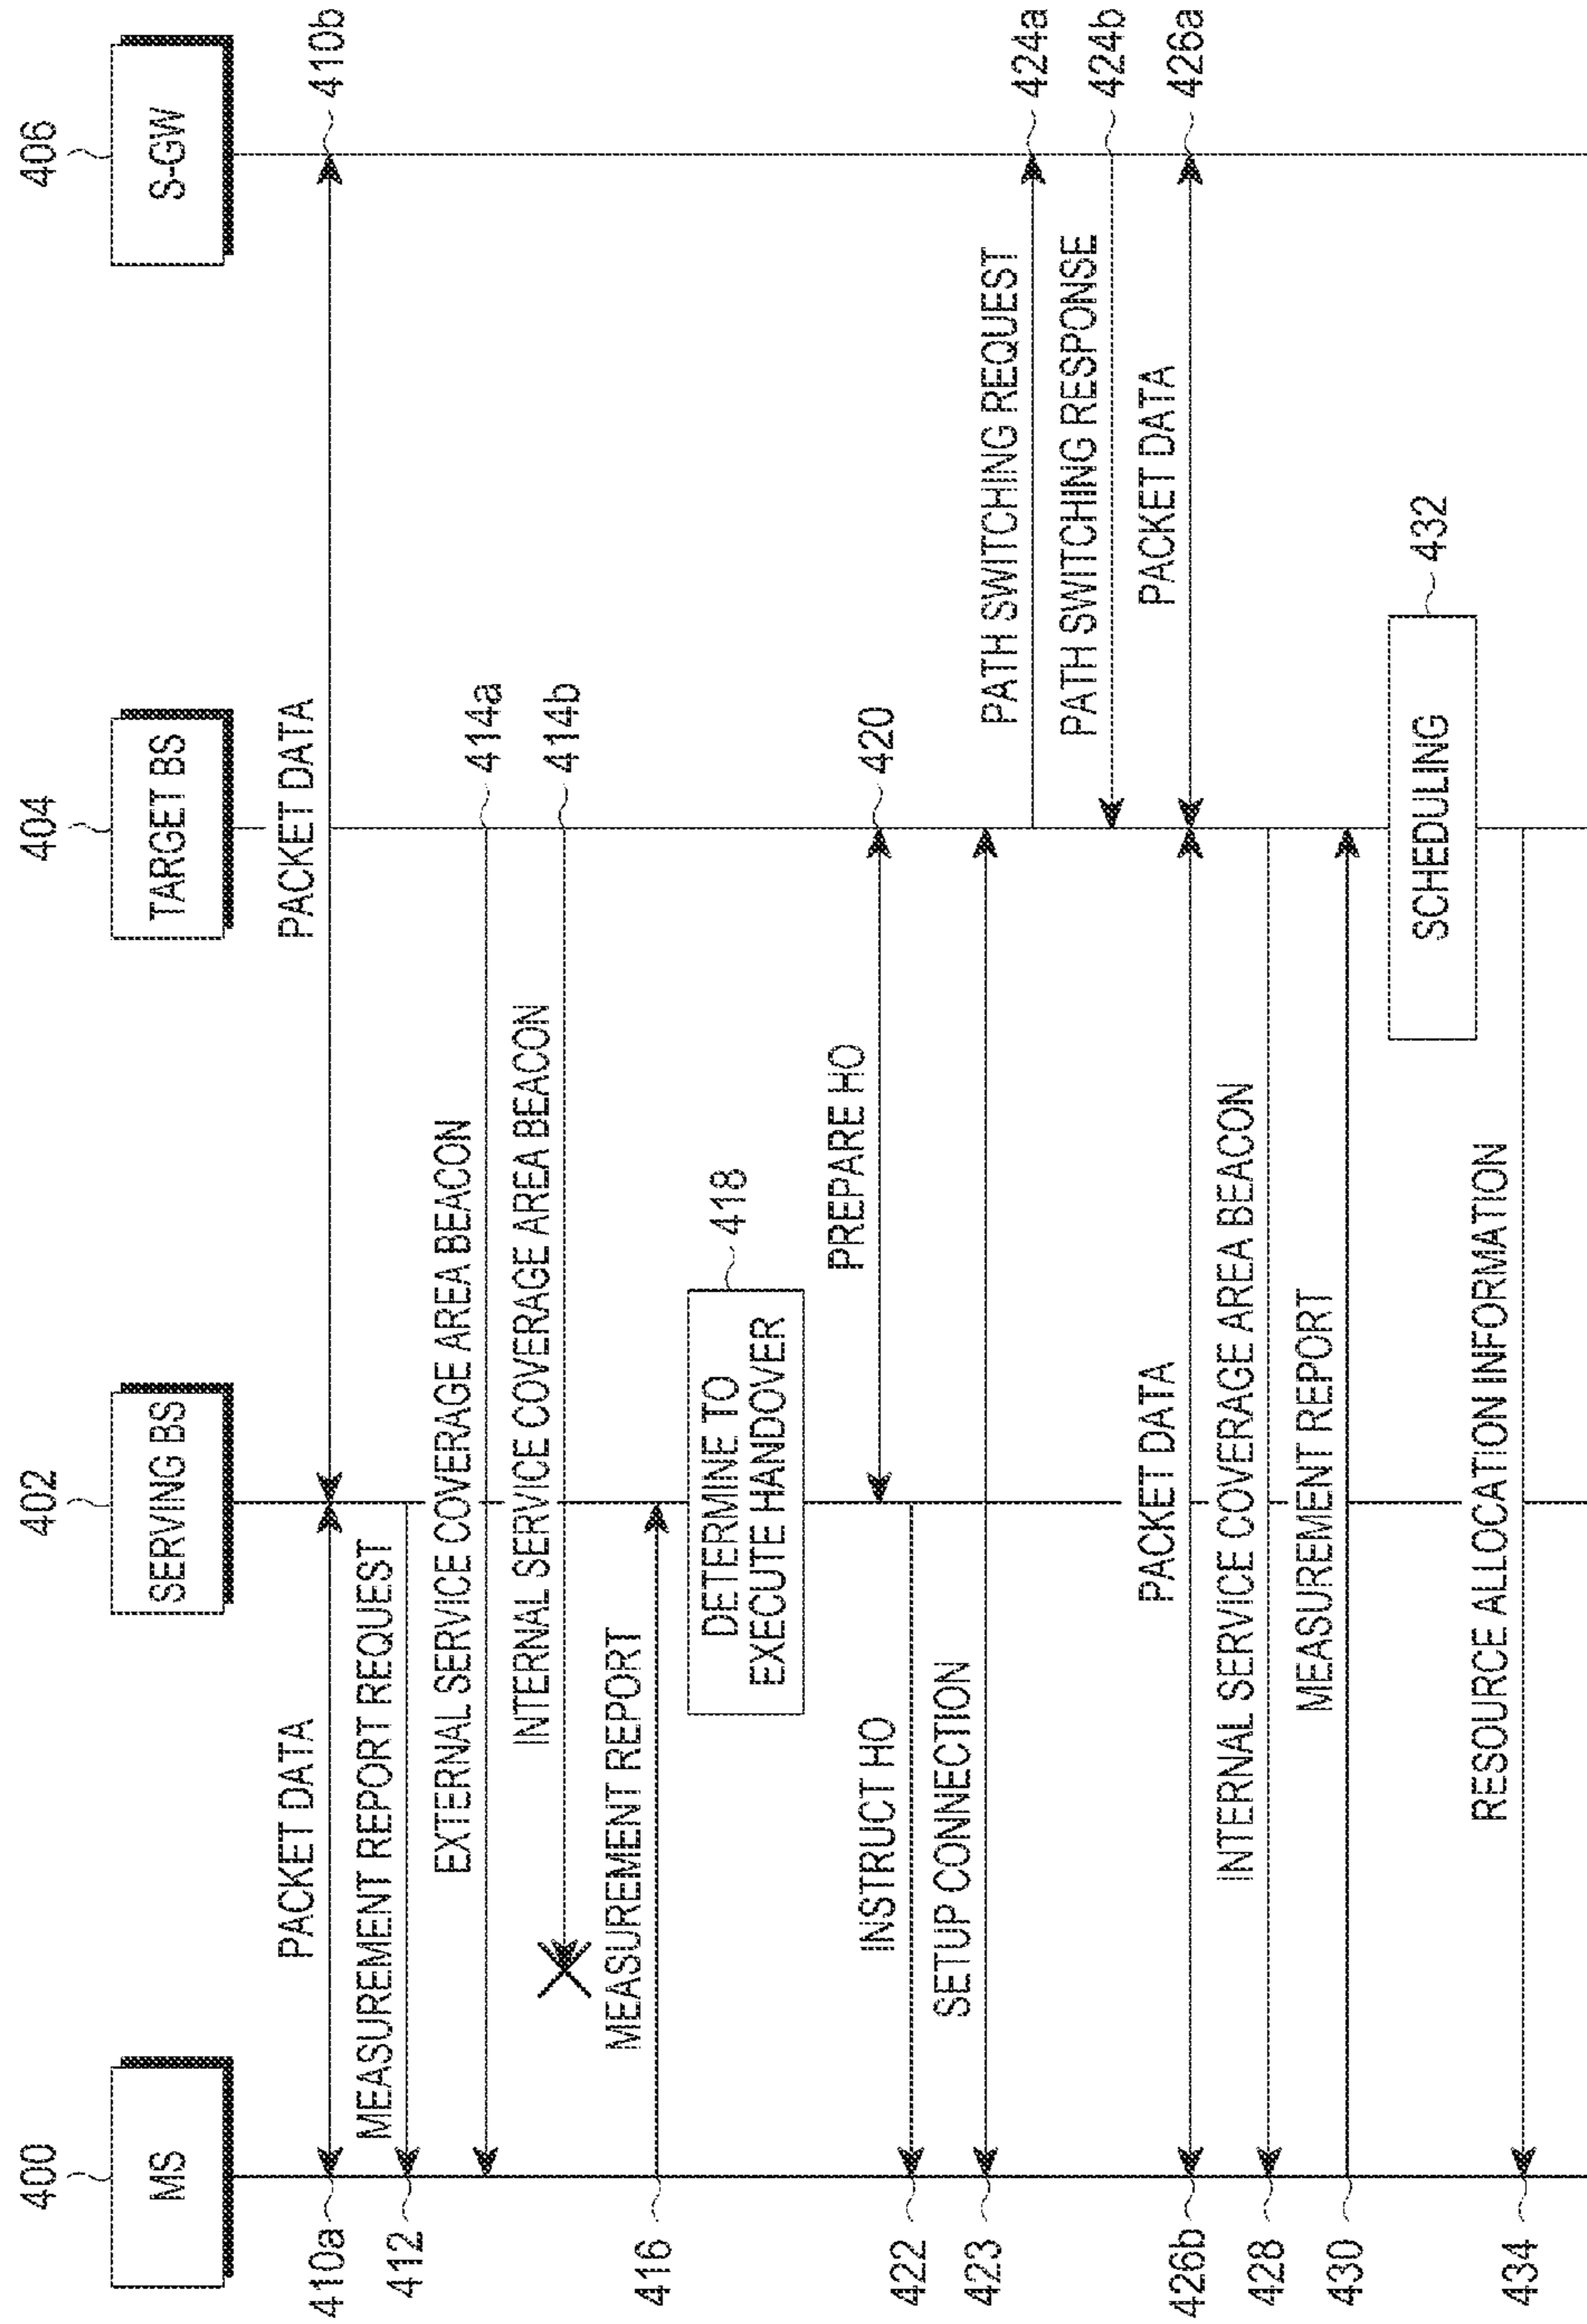 400
402
404
406
MS
SERVING BS
TARGET BS
S-GW
PACKET DATA
PACKET DATA
410a
410b
MEASUREMENT REPORT REQUEST
412
EXTERNAL SERVICE COVERAGE AREA BEACON
414a
INTERNAL SERVICE COVERAGE AREA BEACON
414b
MEASUREMENT REPORT
416
DETERMINE TO
EXECUTE HANDOVER
418
PREPARE HO
420
INSTRUCT HO
422
SETUP CONNECTION
423
PATH SWITCHING REQUEST
424a
PATH SWITCHING RESPONSE
424b
PACKET DATA
PACKET DATA
426b
426a
INTERNAL SERVICE COVERAGE AREA BEACON
428
MEASUREMENT REPORT
430
SCHEDULING
432
RESOURCE ALLOCATION INFORMATION
434